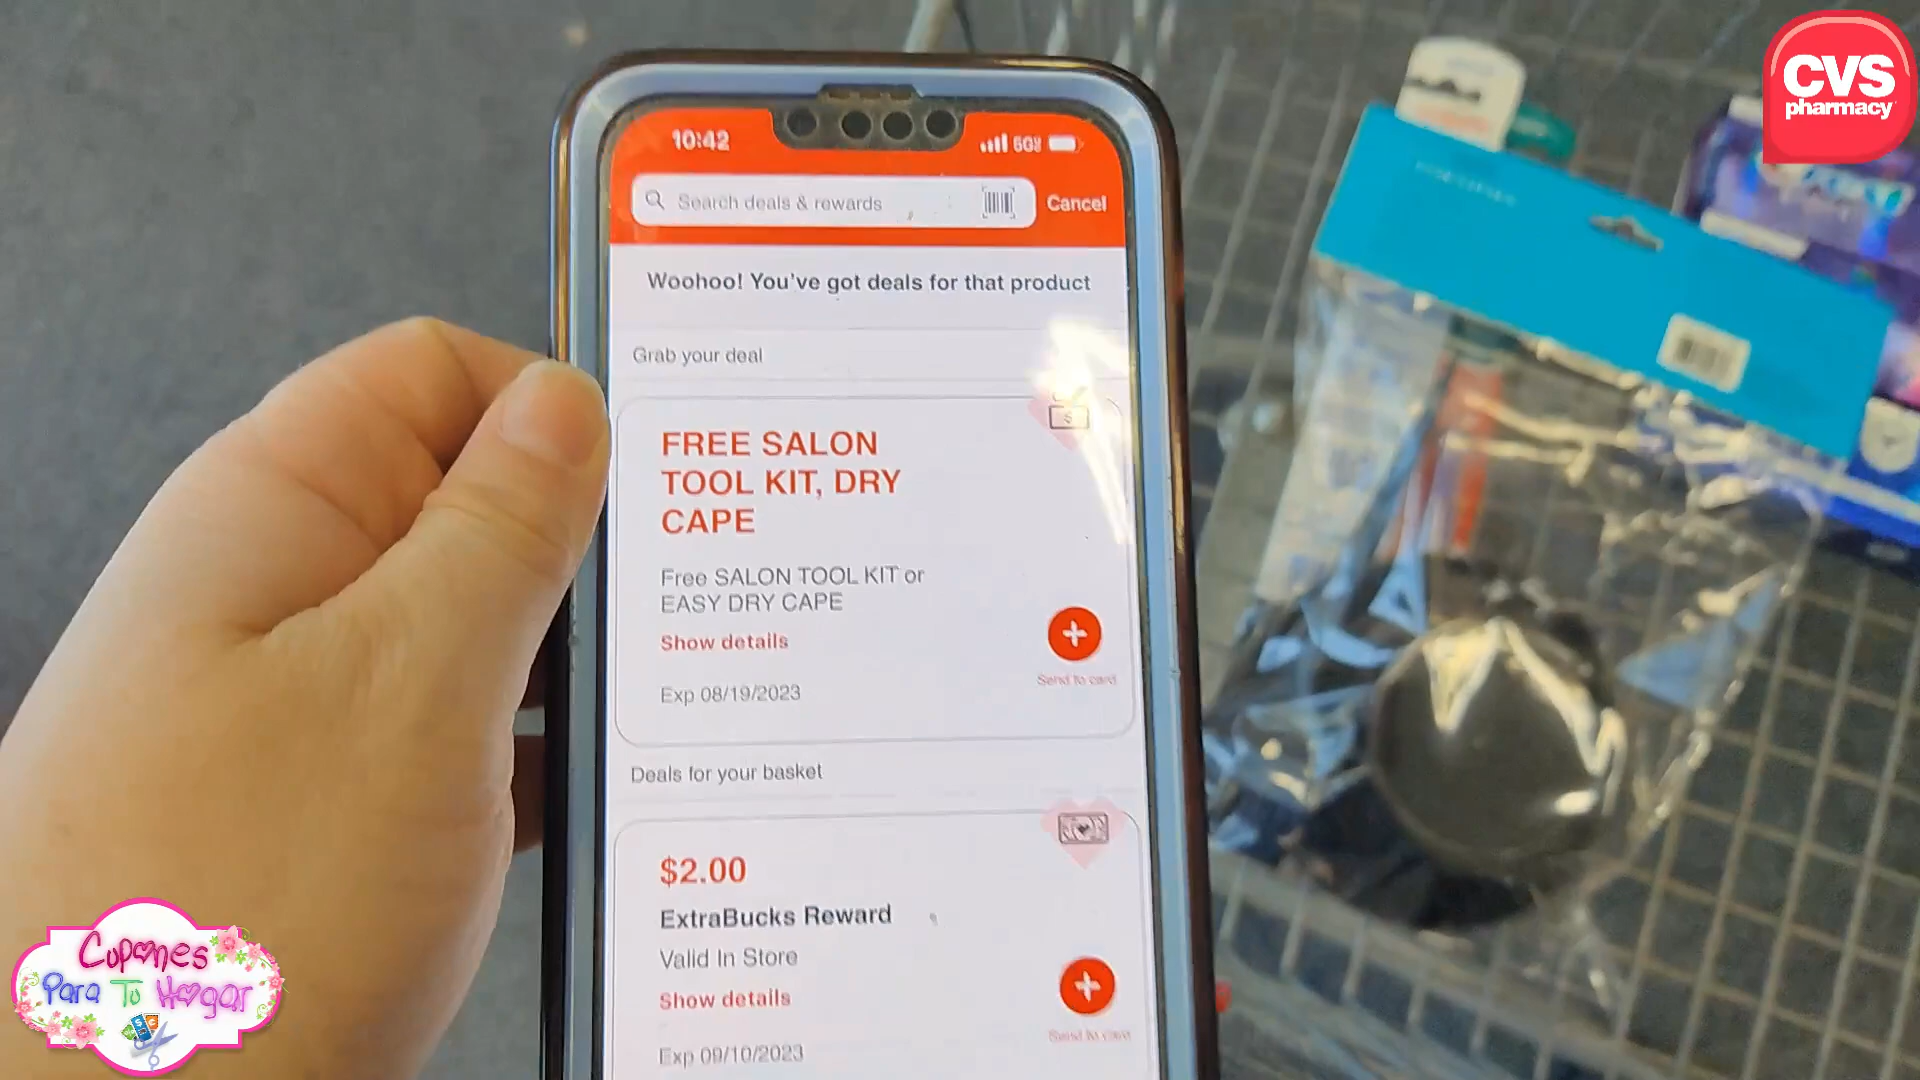 CVS
pharmacy
10:42
Search deals & rewards
Cancel
Woohoo! You've got deals for that product
Grab your deal
FREE SALON
TOOL KIT, DRY
CAPE
Free SALON TOOL KIT or
EASY DRY CAPE
Show details
Send to card
Exp 08/19/2023
Deals for your basket
$2.00
ExtraBucks Reward
Valid In Store
Show details
Send to card
Exp 09/10/2023
Cupones
Para Tu Hogar